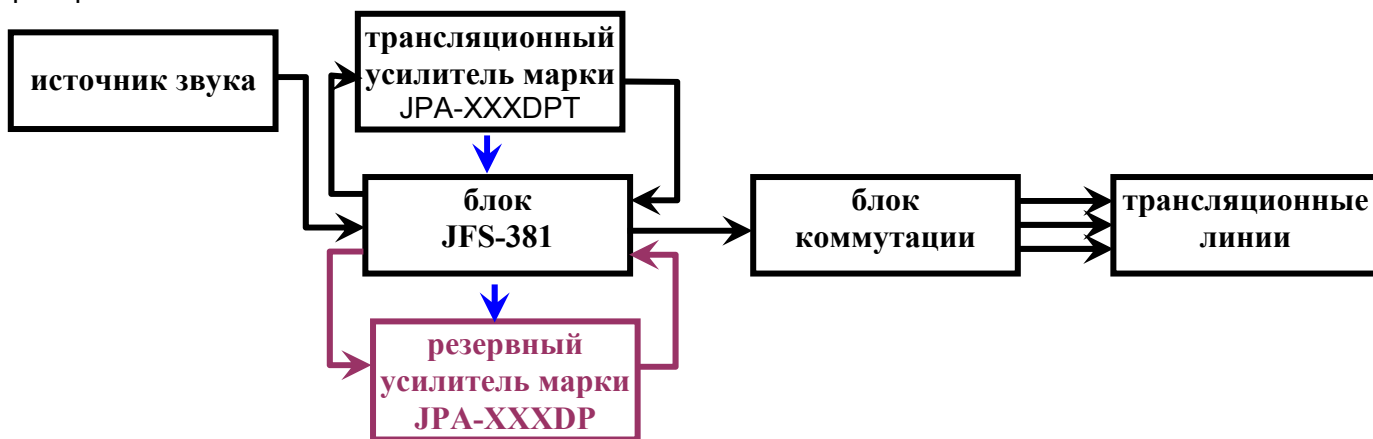 трансляционный
усилитель марки
JPA-XXXDPT
источник звука
блок
JFS-381
блок
коммутации
трансляционные
линии
резервный
усилитель марки
JPA-XXXDP